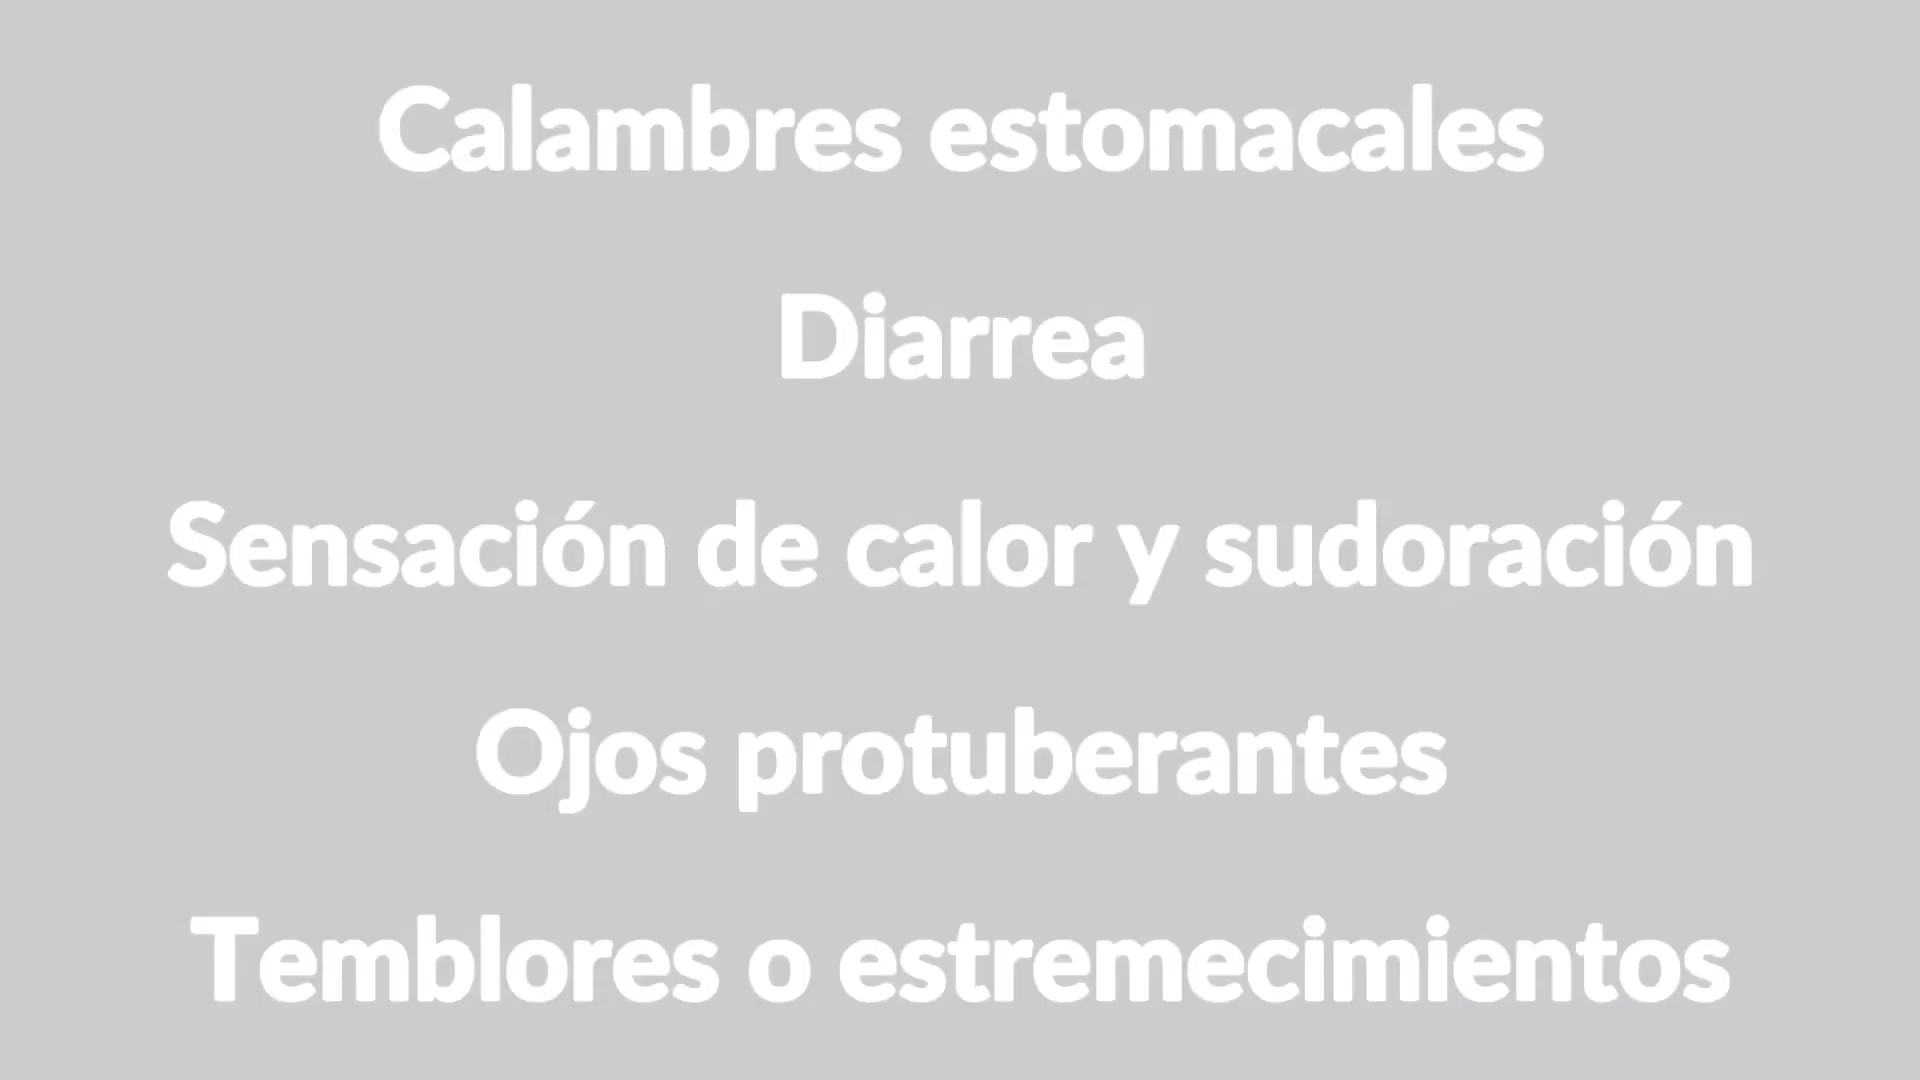 Calambres estomacales
Diarrea
Sensación de calor y sudoración
Ojos protuberantes
Temblores o estremecimientos